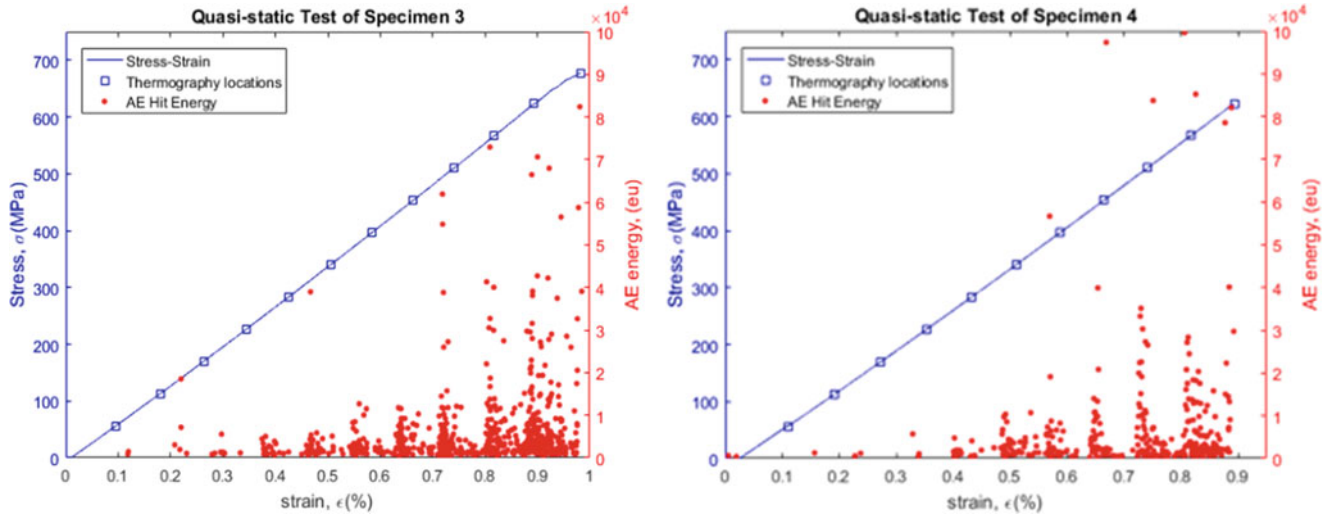 Quasi-static Test of Specimen 3
×10⁴
Stress-Strain
Thermography locations
AE Hit Energy
Stress, σ(MPa)
700
600
500
400
300
200
100
0
0 0.1 0.2 0.3 0.4 0.5 0.6 0.7 0.8 0.9 1
strain, ϵ(%)
10
9
8
7
6
5
4
3
2
1
0
AE energy, (eu)
Quasi-static Test of Specimen 4
×10⁴
Stress-Strain
Thermography locations
AE Hit Energy
Stress, σ(MPa)
700
600
500
400
300
200
100
0
0 0.1 0.2 0.3 0.4 0.5 0.6 0.7 0.8 0.9
strain, ϵ(%)
10
9
8
7
6
5
4
3
2
1
0
AE energy, (eu)